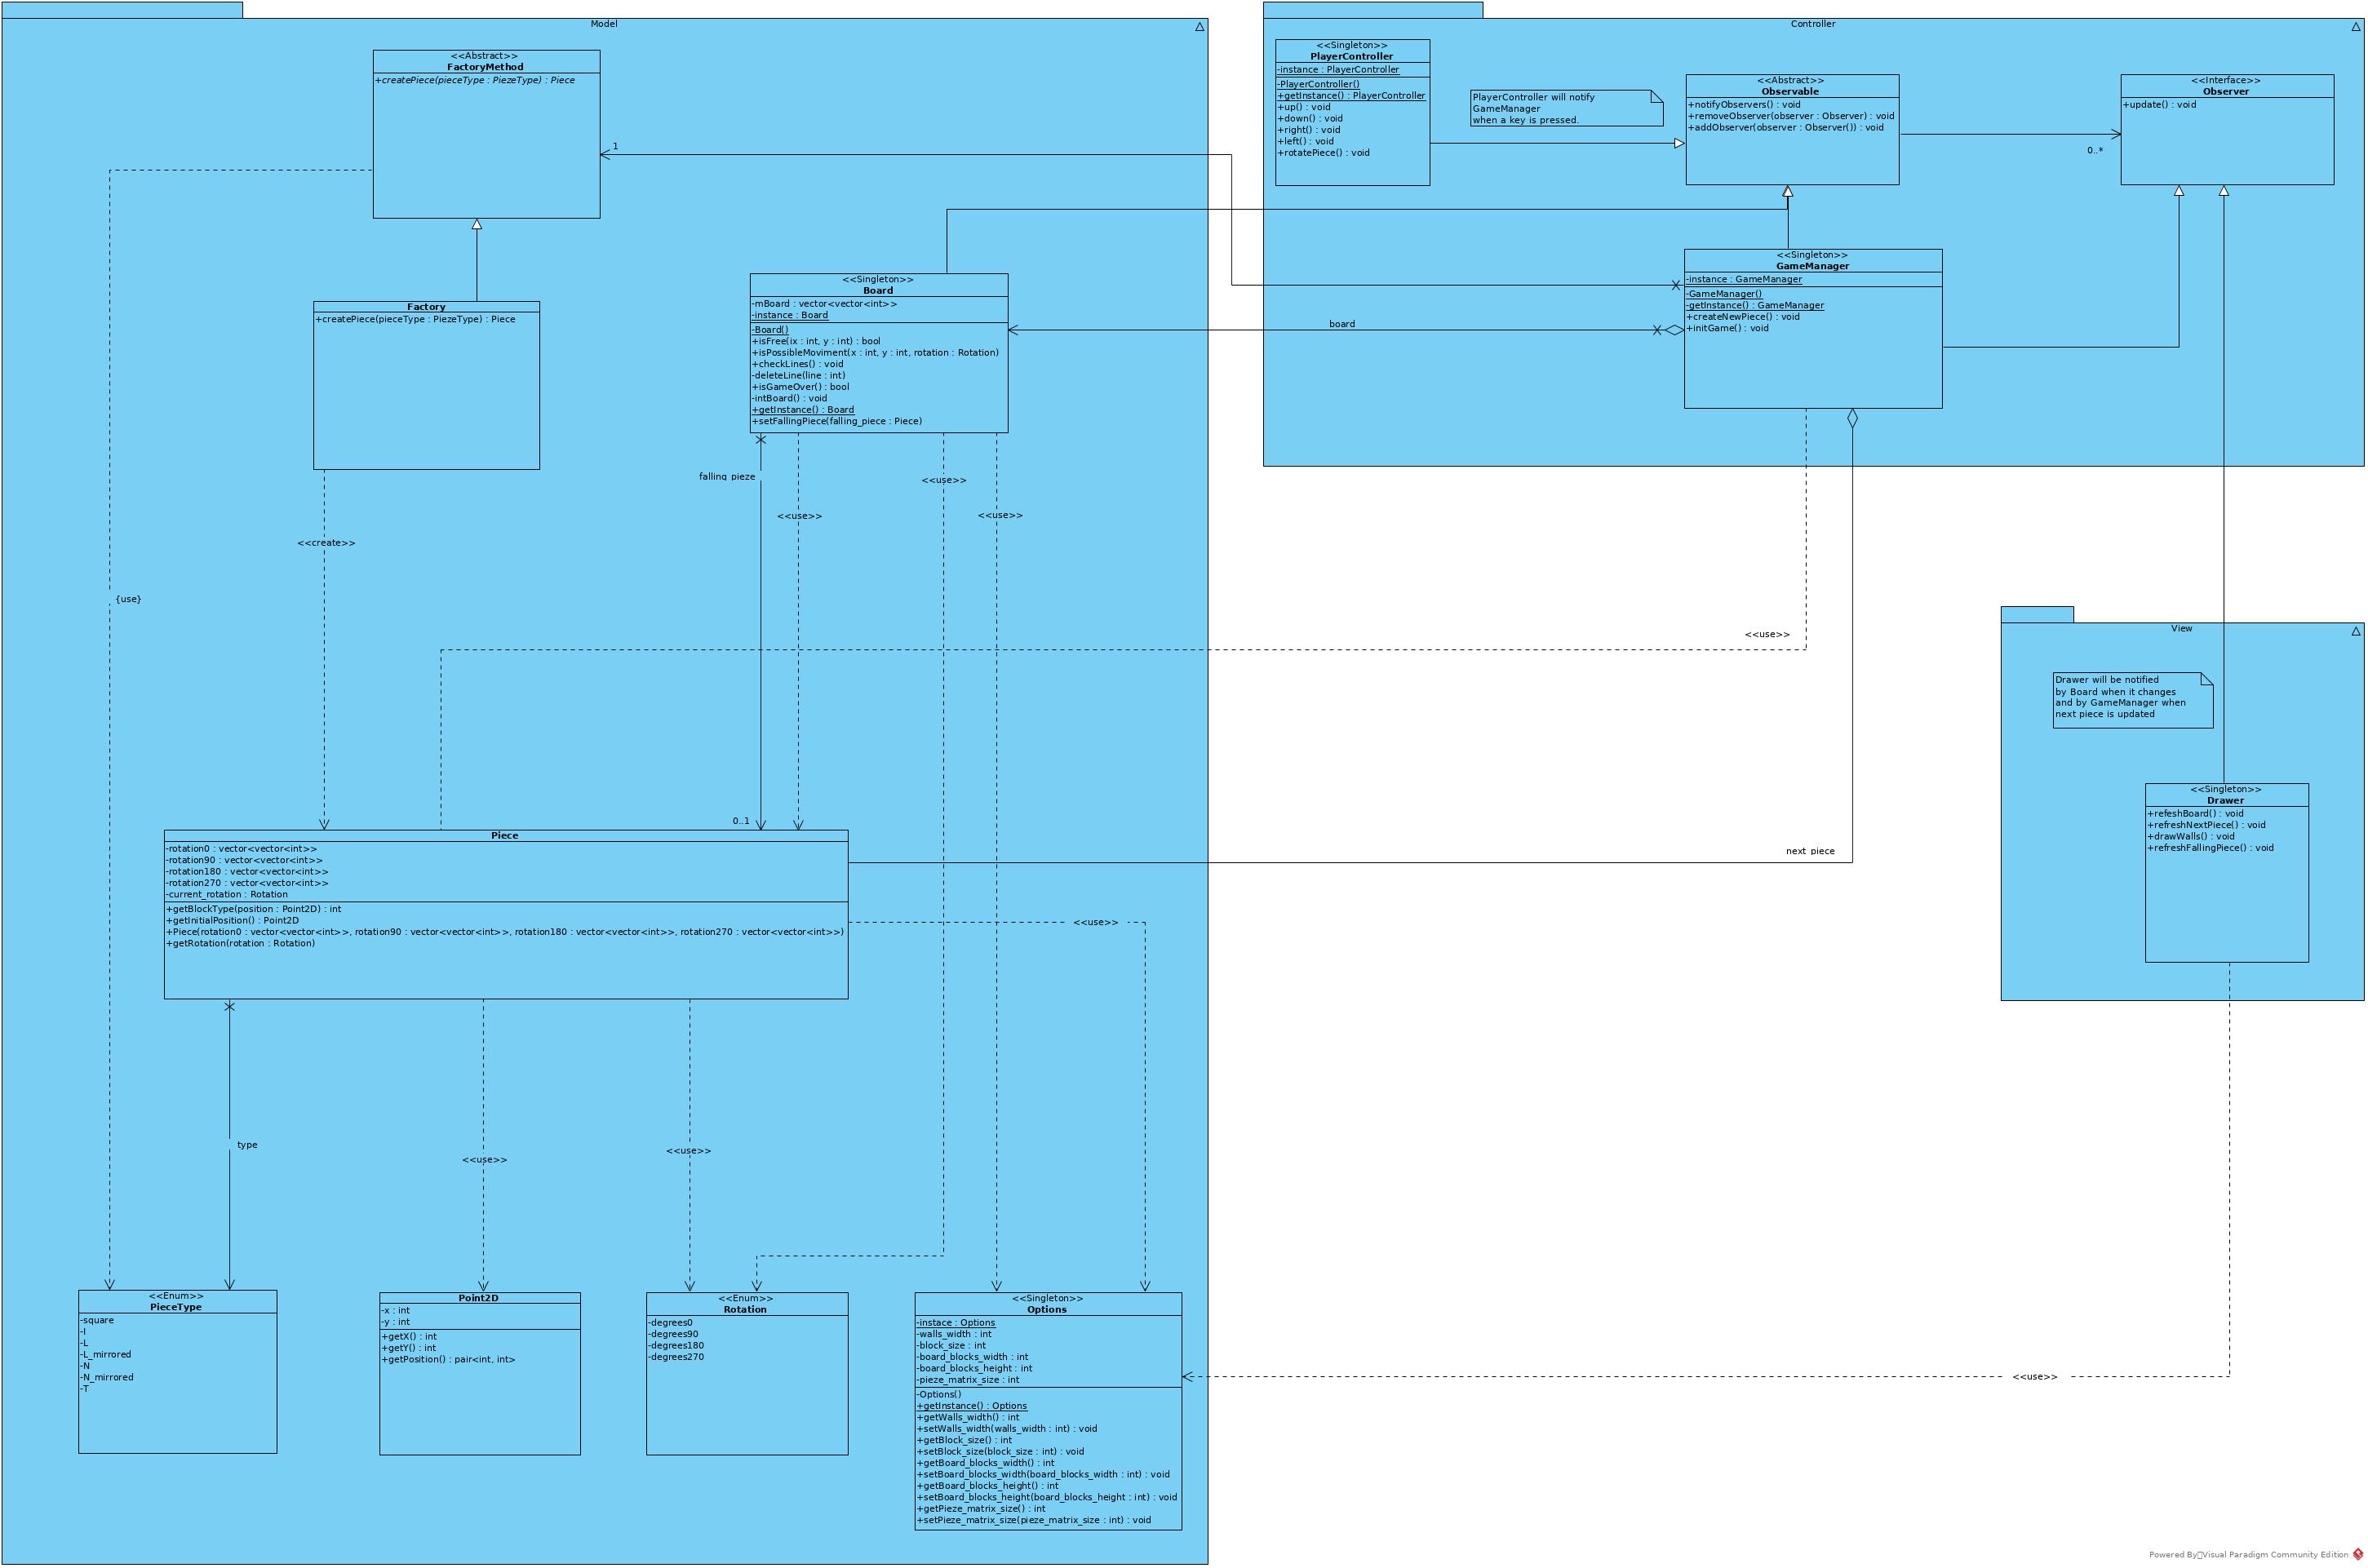 Model
<<Abstract>>
FactoryMethod
+createPiece(pieceType : PiezeType) : Piece
1
{use}
Factory
+createPiece(pieceType : PiezeType) : Piece
<<create>>
<<Singleton>>
Board
-mBoard : vector<vector<int>>
-instance : Board
-Board()
+isFree(ix : int, y : int) : bool
+isPossibleMoviment(x : int, y : int, rotation : Rotation)
+checkLines() : void
-deleteLine(line : int)
+isGameOver() : bool
-intBoard() : void
+getInstance() : Board
+setFallingPiece(falling_piece : Piece)
falling_pieze
<<use>>
<<use>>
<<use>>
0..1
Piece
-rotation0 : vector<vector<int>>
-rotation90 : vector<vector<int>>
-rotation180 : vector<vector<int>>
-rotation270 : vector<vector<int>>
-current_rotation : Rotation
+getBlockType(position : Point2D) : int
+getInitialPosition() : Point2D
+Piece(rotation0 : vector<vector<int>>, rotation90 : vector<vector<int>>, rotation180 : vector<vector<int>>, rotation270 : vector<vector<int>>)
+getRotation(rotation : Rotation)
<<use>>
type
<<use>>
<<use>>
<<Enum>>
PieceType
-square
-I
-L
-L_mirrored
-N
-N_mirrored
-T
Point2D
-x : int
-y : int
+getX() : int
+getY() : int
+getPosition() : pair<int, int>
<<Enum>>
Rotation
-degrees0
-degrees90
-degrees180
-degrees270
<<Singleton>>
Options
-instace : Options
-walls_width : int
-block_size : int
-board_blocks_width : int
-board_blocks_height : int
-pieze_matrix_size : int
-Options()
+getInstance() : Options
+getWalls_width() : int
+setWalls_width(walls_width : int) : void
+getBlock_size() : int
+setBlock_size(block_size : int) : void
+getBoard_blocks_width() : int
+setBoard_blocks_width(board_blocks_width : int) : void
+getBoard_blocks_height() : int
+setBoard_blocks_height(board_blocks_height : int) : void
+getPieze_matrix_size() : int
+setPieze_matrix_size(pieze_matrix_size : int) : void
Controller
<<Singleton>>
PlayerController
-instance : PlayerController
-PlayerController()
+getInstance() : PlayerController
+up() : void
+down() : void
+right() : void
+left() : void
+rotatePiece() : void
PlayerController will notify
GameManager
when a key is pressed.
<<Abstract>>
Observable
+notifyObservers() : void
+removeObserver(observer : Observer) : void
+addObserver(observer : Observer()) : void
0..*
<<Interface>>
Observer
+update() : void
<<Singleton>>
GameManager
-instance : GameManager
-GameManager()
-getInstance() : GameManager
+createNewPiece() : void
+initGame() : void
board
<<use>>
next_piece
View
Drawer will be notified
by Board when it changes
and by GameManager when
next piece is updated
<<Singleton>>
Drawer
+refeshBoard() : void
+refreshNextPiece() : void
+drawWalls() : void
+refreshFallingPiece() : void
<<use>>
Powered By Visual Paradigm Community Edition